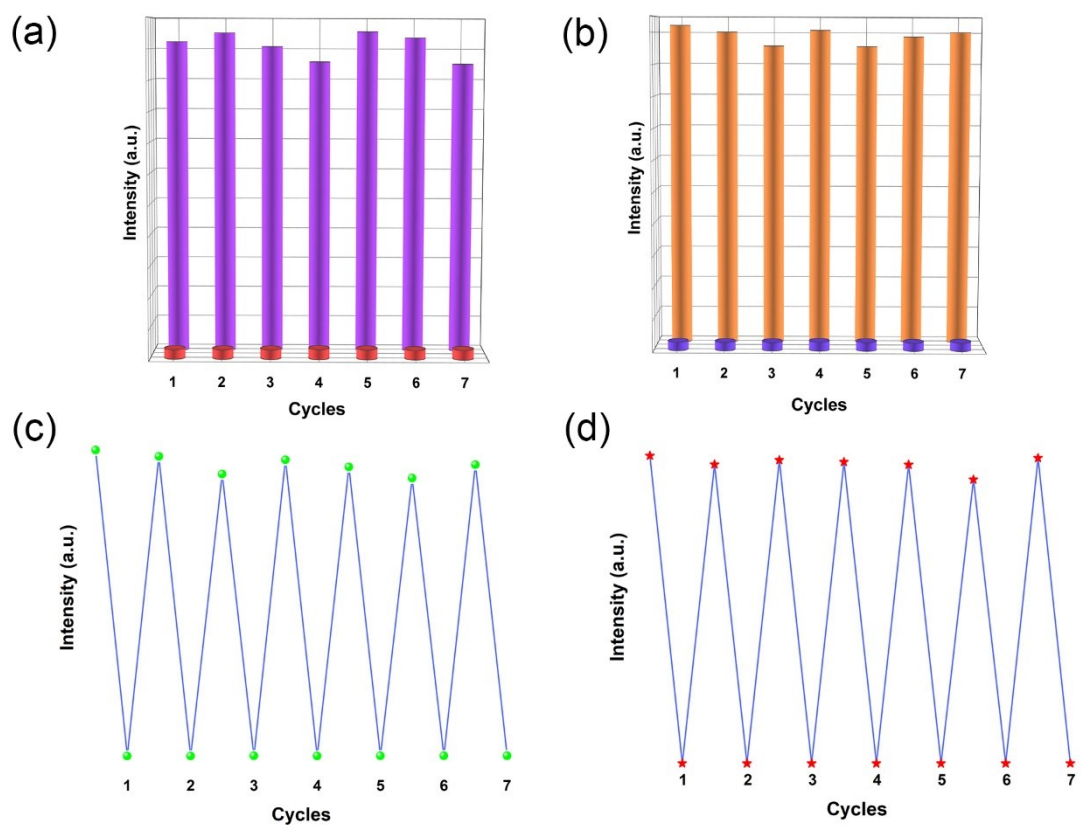 (a)
Intensity (a.u.)
1 2 3 4 5 6 7
Cycles
(b)
Intensity (a.u.)
1 2 3 4 5 6 7
Cycles
(c)
Intensity (a.u.)
1 2 3 4 5 6 7
Cycles
(d)
Intensity (a.u.)
1 2 3 4 5 6 7
Cycles